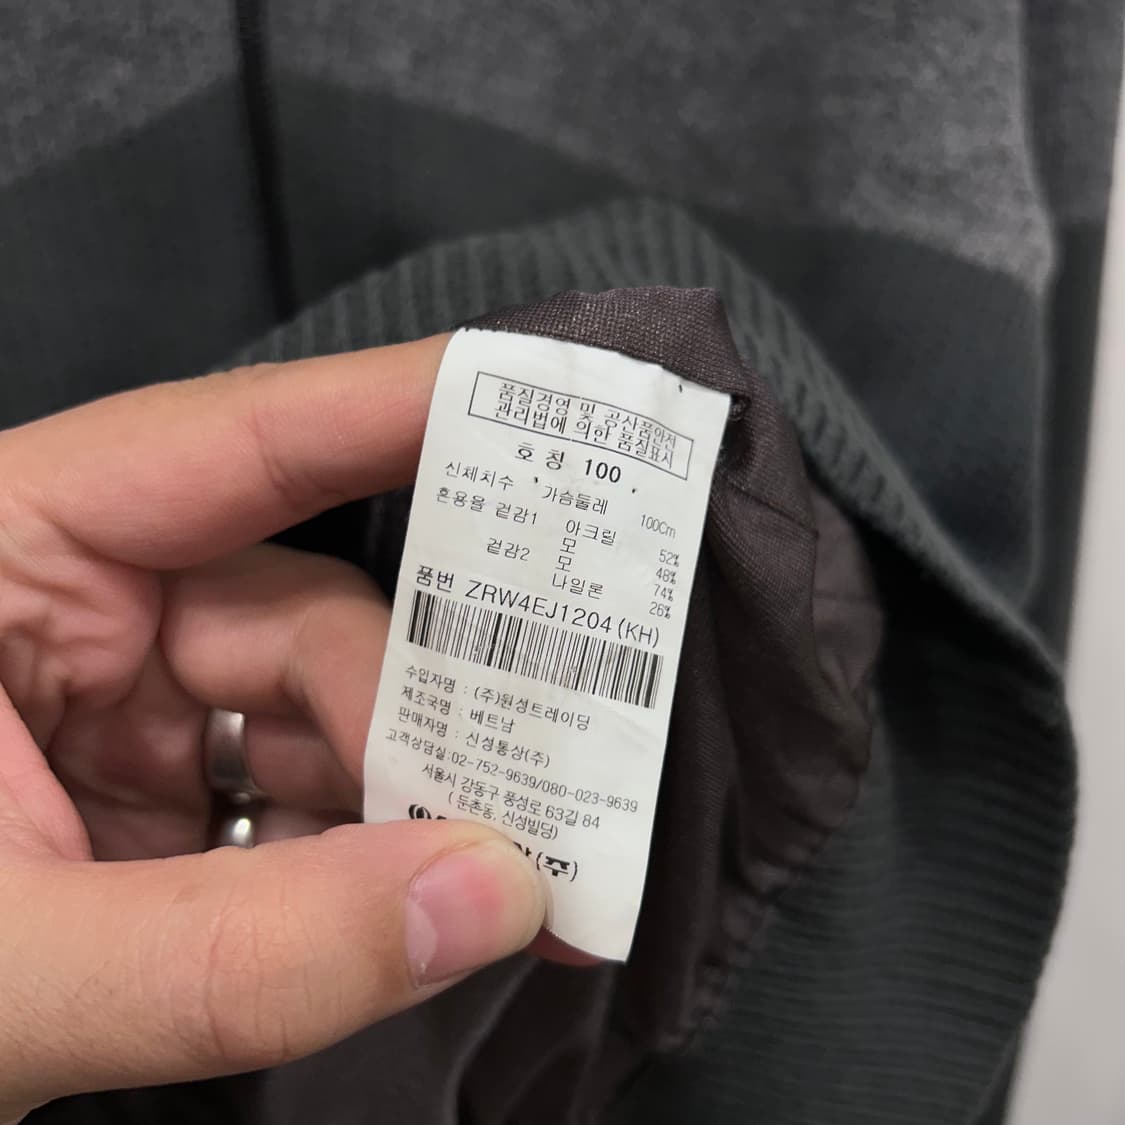 품질경영 및 공산품안전
관리법에 의한 품질표시
호 칭 100
신체치수 가슴둘레 100Cm
혼용율 겉감1 아크릴 52%
모 48%
겉감2 모 74%
나일론 26%
품번 ZRW4EJ1204(KH)
수입자명 : (주)원성트레이딩
제조국명 : 베트남
판매자명 : 신성통상(주)
고객상담실:02-752-9639/080-023-9639
서울시 강동구 풍성로 63길 84
(둔촌동, 신성빌딩)
(주)